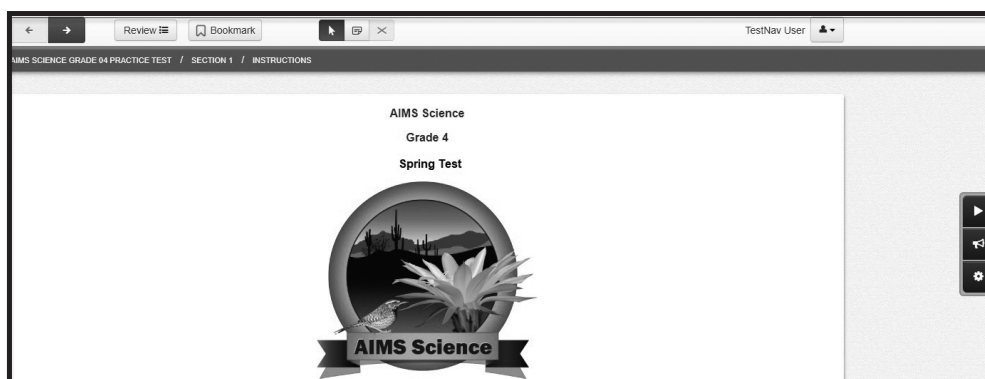 Review Bookmark TestNav User
AIMS SCIENCE GRADE 04 PRACTICE TEST / SECTION 1 / INSTRUCTIONS
AIMS Science
Grade 4
Spring Test
AIMS Science